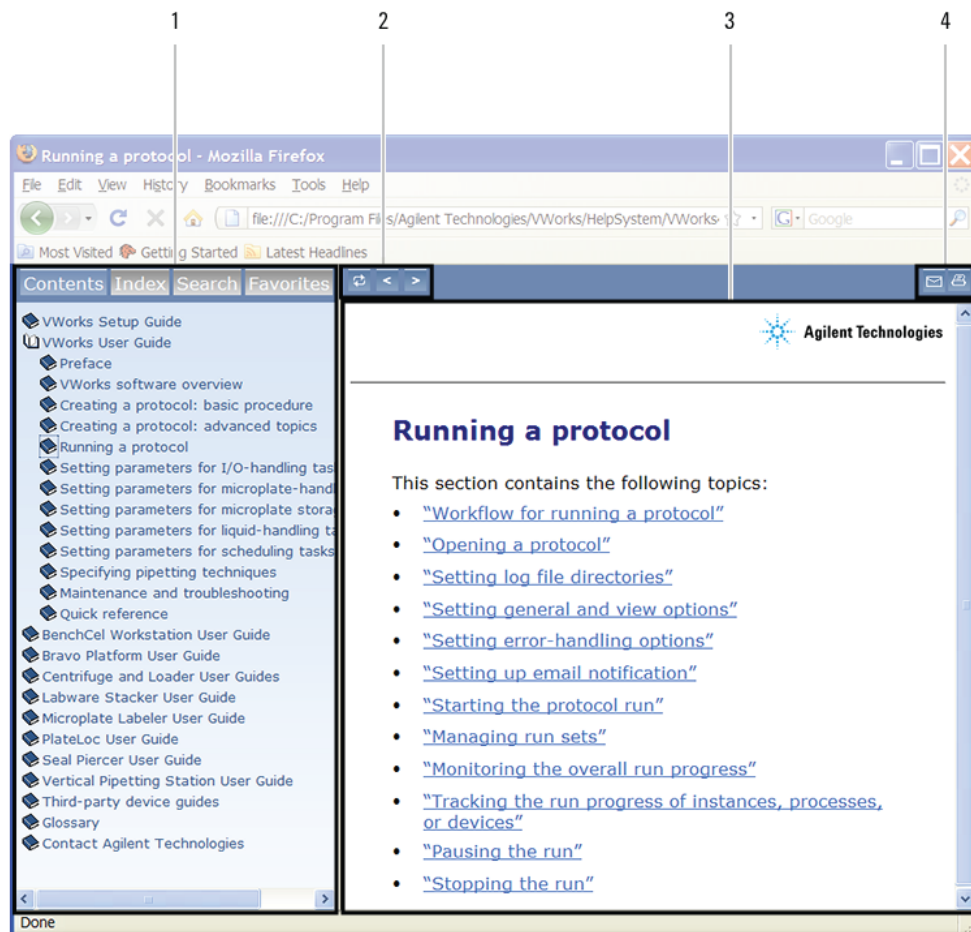 1 2 3 4
Running a protocol - Mozilla Firefox
File Edit View History Bookmarks Tools Help
file:///C:/Program Files/Agilent Technologies/VWorks/HelpSystem/VWorks- G Google
Most Visited Getting Started Latest Headlines
Contents Index Search Favorites < >
VWorks Setup Guide
VWorks User Guide
Preface
VWorks software overview
Creating a protocol: basic procedure
Creating a protocol: advanced topics
Running a protocol
Setting parameters for I/O-handling tas
Setting parameters for microplate-handl
Setting parameters for microplate stora
Setting parameters for liquid-handling ta
Setting parameters for scheduling tasks
Specifying pipetting techniques
Maintenance and troubleshooting
Quick reference
BenchCel Workstation User Guide
Bravo Platform User Guide
Centrifuge and Loader User Guides
Labware Stacker User Guide
Microplate Labeler User Guide
PlateLoc User Guide
Seal Piercer User Guide
Vertical Pipetting Station User Guide
Third-party device guides
Glossary
Contact Agilent Technologies
Agilent Technologies
Running a protocol
This section contains the following topics:
• “Workflow for running a protocol”
• “Opening a protocol”
• “Setting log file directories”
• “Setting general and view options”
• “Setting error-handling options”
• “Setting up email notification”
• “Starting the protocol run”
• “Managing run sets”
• “Monitoring the overall run progress”
• “Tracking the run progress of instances, processes,
or devices”
• “Pausing the run”
• “Stopping the run”
Done